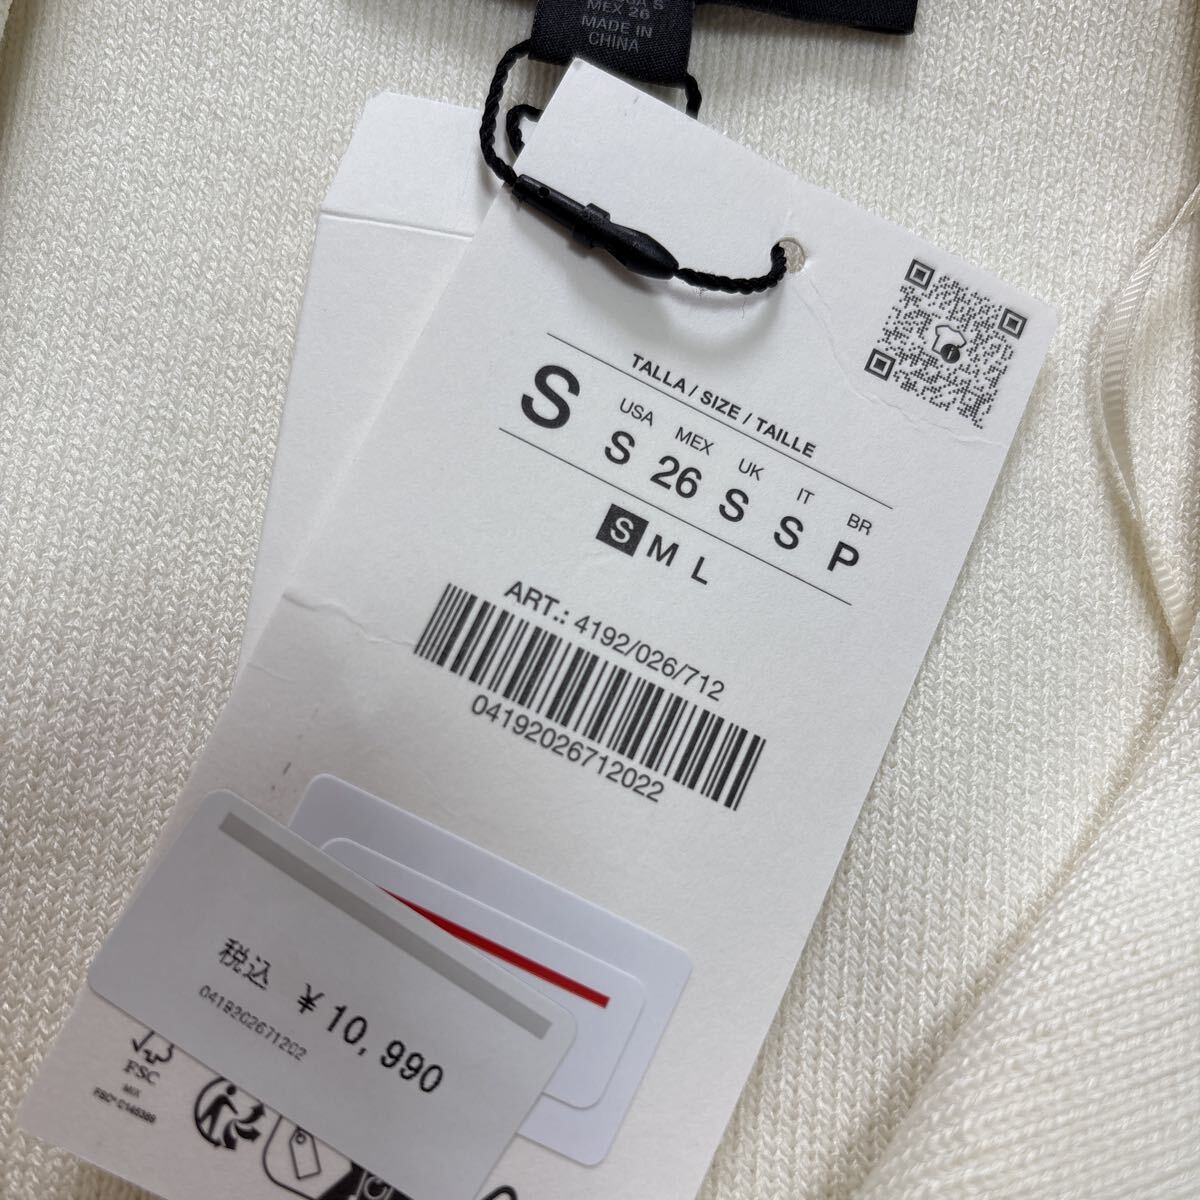 MEX 26
MADE IN
CHINA
TALLA / SIZE / TAILLE
S
USA MEX UK IT BR
S 26 S S P
S M L
ART.: 4192/026/712
04192026712022
税込 ¥10,990
FSC
MIX